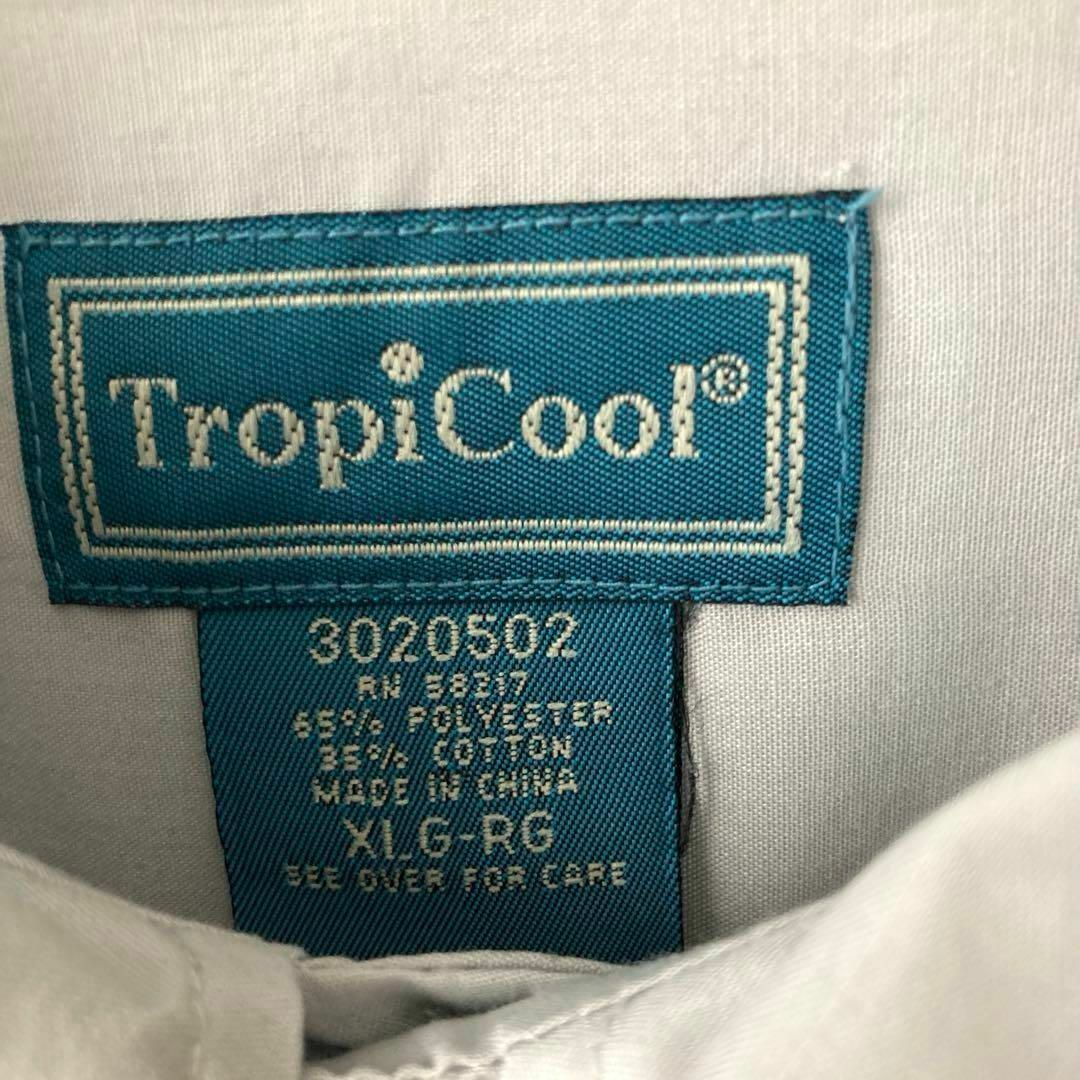 TropiCool®
3020502
RN 58217
65% POLYESTER
35% COTTON
MADE IN CHINA
XLG-RG
SEE OVER FOR CARE